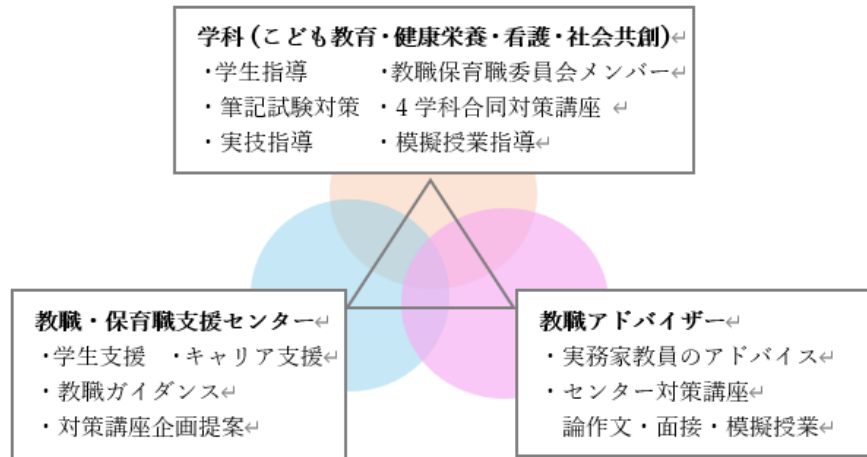 学科(こども教育・健康栄養・看護・社会共創)↵
・学生指導　　　・教職保育職委員会メンバー↵
・筆記試験対策　・4学科合同対策講座 ↵
・実技指導　　　・模擬授業指導↵
教職・保育職支援センター↵
・学生支援　・キャリア支援↵
・教職ガイダンス↵
・対策講座企画提案↵
教職アドバイザー↵
・実務家教員のアドバイス↵
・センター対策講座↵
論作文・面接・模擬授業↵